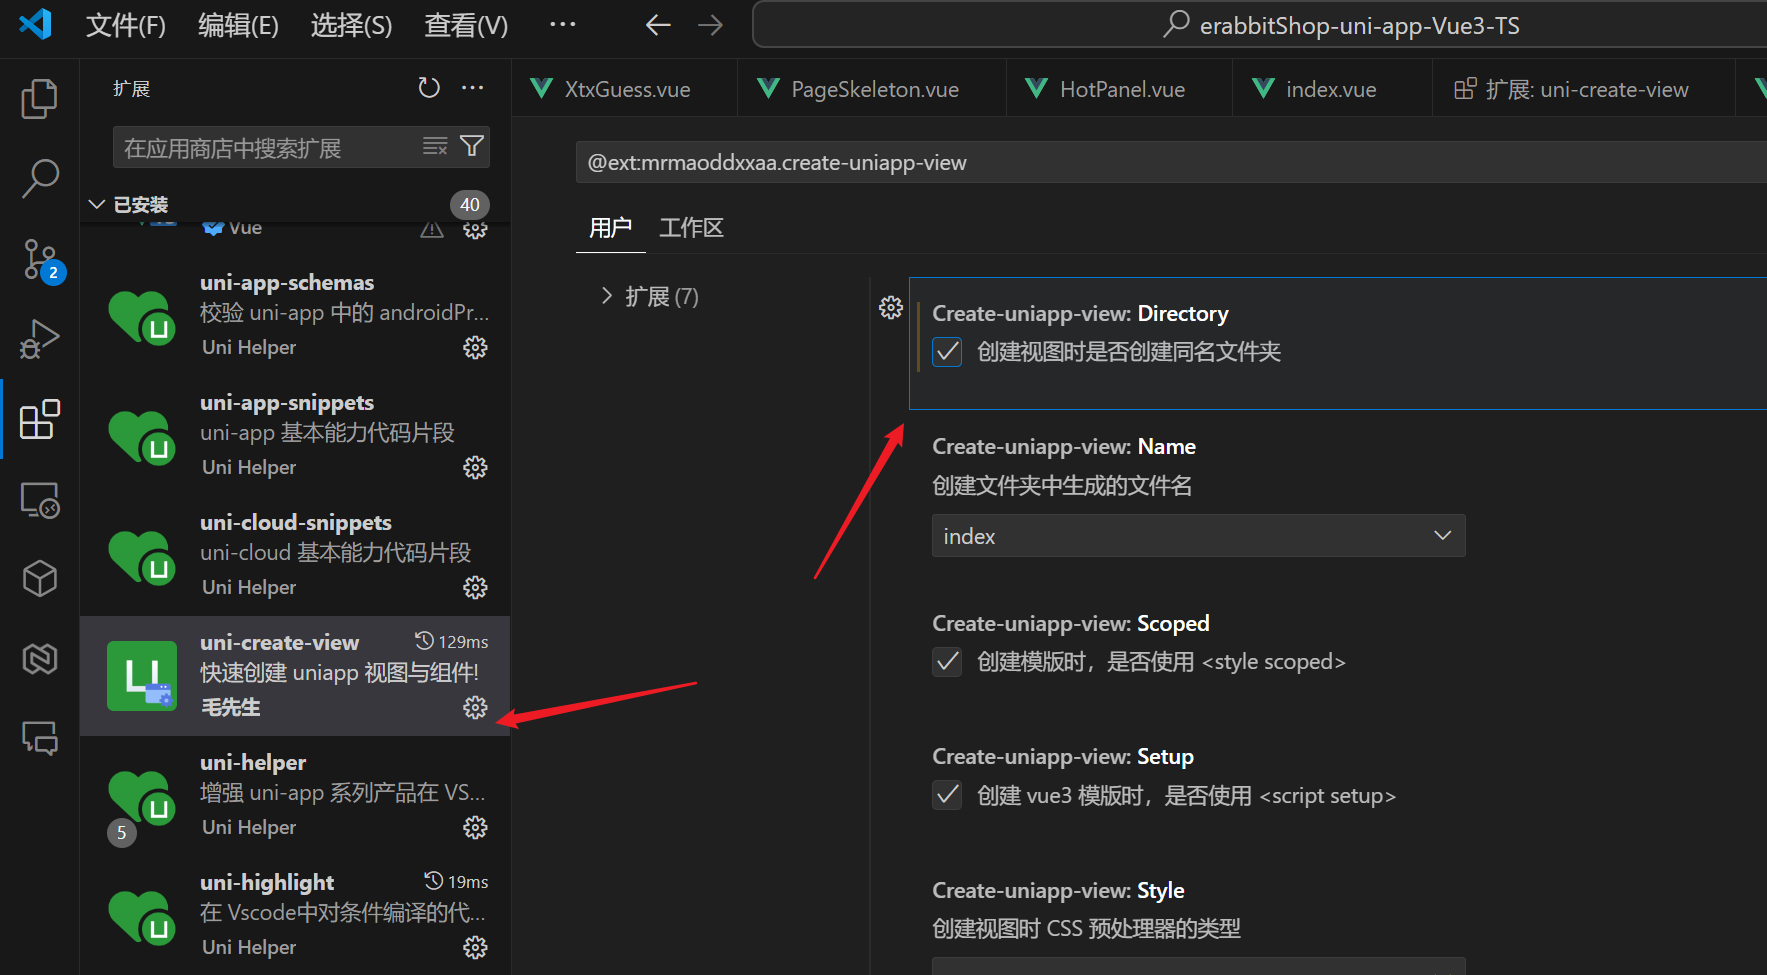 文件(F) 编辑(E) 选择(S) 查看(V) ··· erabbitShop-uni-app-Vue3-TS
扩展
XtxGuess.vue PageSkeleton.vue HotPanel.vue index.vue 扩展: uni-create-view
在应用商店中搜索扩展
@ext:mrmaoddxxaa.create-uniapp-view
已安装 40
Vue
2
uni-app-schemas
校验 uni-app 中的 androidPr...
Uni Helper
uni-app-snippets
uni-app 基本能力代码片段
Uni Helper
uni-cloud-snippets
uni-cloud 基本能力代码片段
Uni Helper
uni-create-view 129ms
快速创建 uniapp 视图与组件!
毛先生
uni-helper
增强 uni-app 系列产品在 VS...
Uni Helper
5
uni-highlight 19ms
在 Vscode中对条件编译的代...
Uni Helper
用户 工作区
扩展 (7)
Create-uniapp-view: Directory
创建视图时是否创建同名文件夹
Create-uniapp-view: Name
创建文件夹中生成的文件名
index
Create-uniapp-view: Scoped
创建模版时，是否使用 <style scoped>
Create-uniapp-view: Setup
创建 vue3 模版时，是否使用 <script setup>
Create-uniapp-view: Style
创建视图时 CSS 预处理器的类型